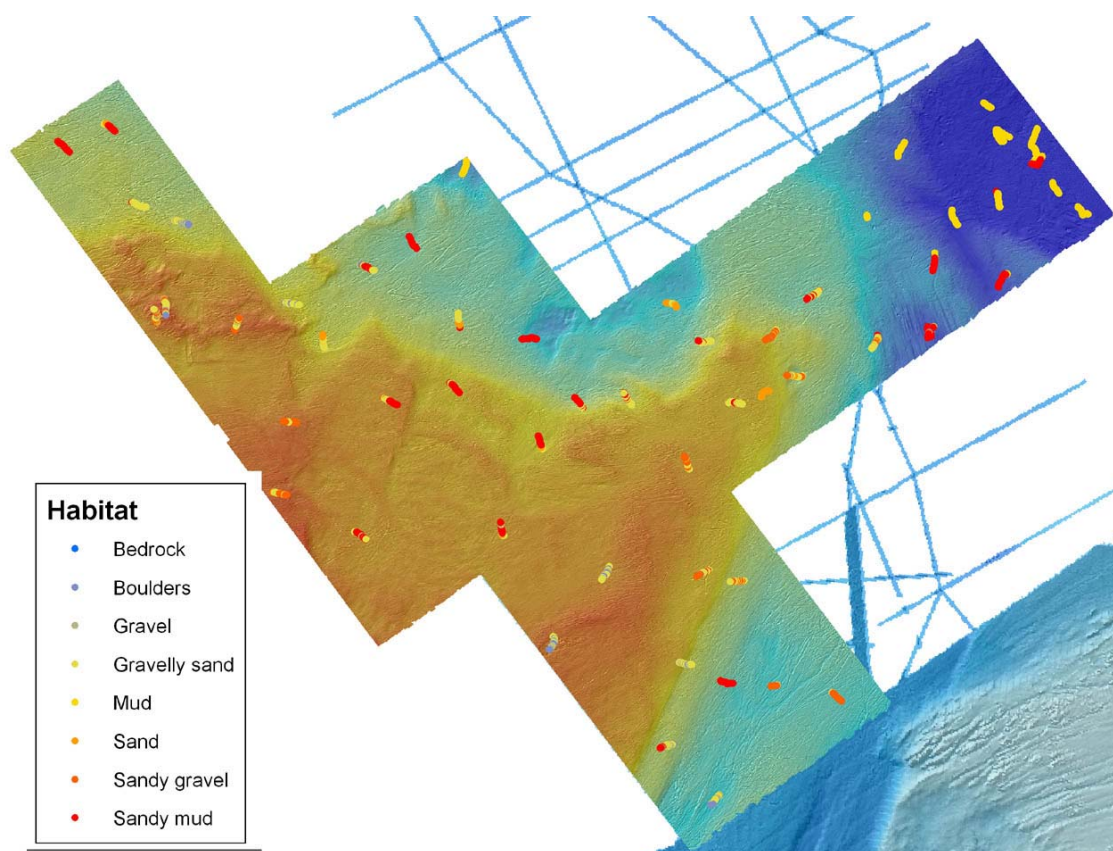 Habitat
Bedrock
Boulders
Gravel
Gravelly sand
Mud
Sand
Sandy gravel
Sandy mud